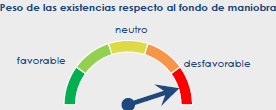 Peso de las existencias respecto al fondo de maniobra
neutro
favorable
desfavorable